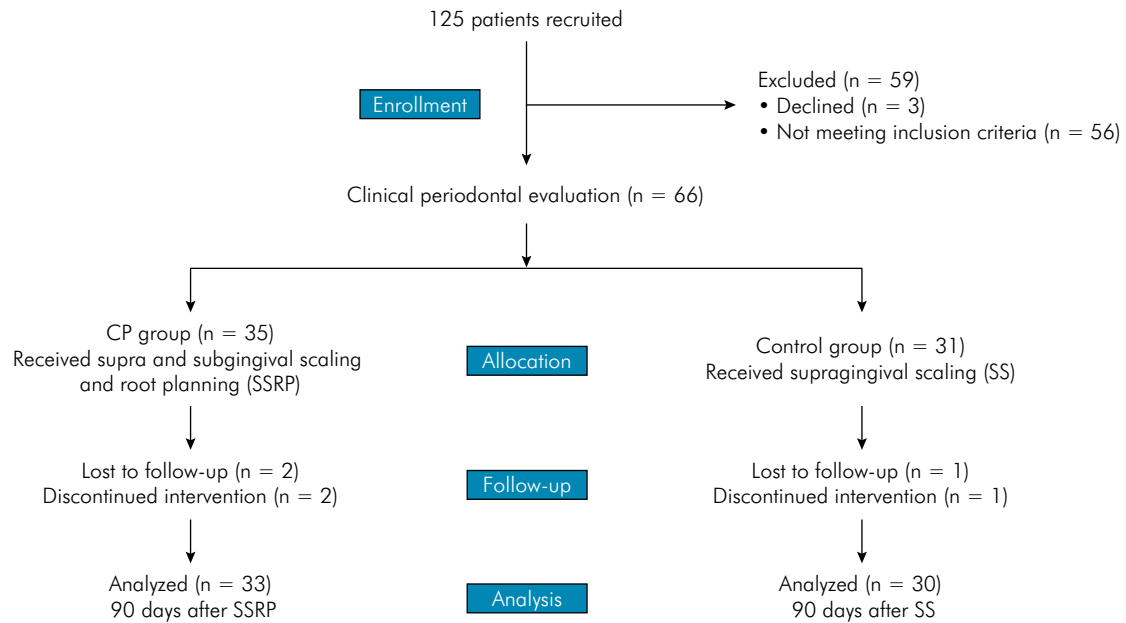 125 patients recruited
Enrollment
Excluded (n = 59)
• Declined (n = 3)
• Not meeting inclusion criteria (n = 56)
Clinical periodontal evaluation (n = 66)
CP group (n = 35)
Received supra and subgingival scaling
and root planning (SSRP)
Allocation
Control group (n = 31)
Received supragingival scaling (SS)
Lost to follow-up (n = 2)
Discontinued intervention (n = 2)
Follow-up
Lost to follow-up (n = 1)
Discontinued intervention (n = 1)
Analyzed (n = 33)
90 days after SSRP
Analysis
Analyzed (n = 30)
90 days after SS